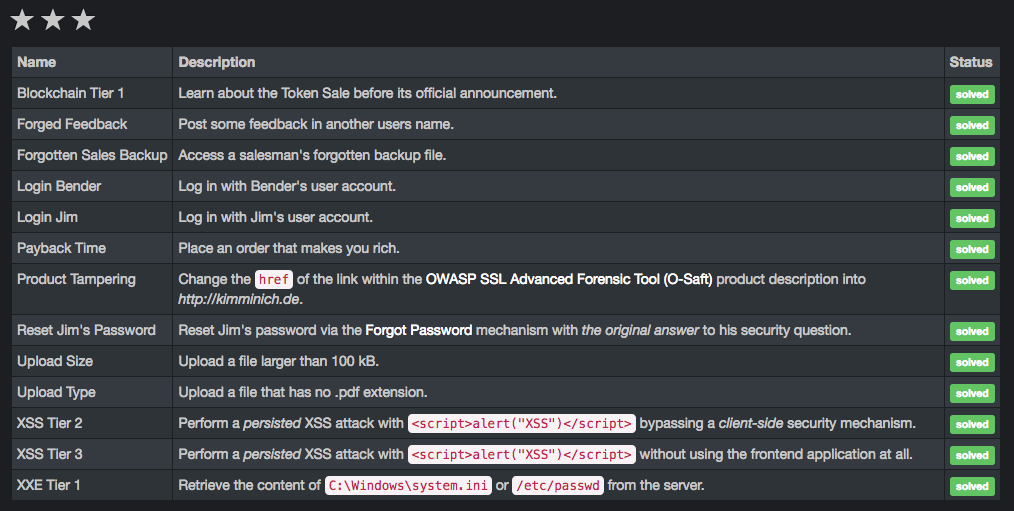 Name Description Status
Blockchain Tier 1 Learn about the Token Sale before its official announcement. solved
Forged Feedback Post some feedback in another users name. solved
Forgotten Sales Backup Access a salesman's forgotten backup file. solved
Login Bender Log in with Bender's user account. solved
Login Jim Log in with Jim's user account. solved
Payback Time Place an order that makes you rich. solved
Product Tampering Change the href of the link within the OWASP SSL Advanced Forensic Tool (O-Saft) product description into solved
http://kimminich.de.
Reset Jim's Password Reset Jim's password via the Forgot Password mechanism with the original answer to his security question. solved
Upload Size Upload a file larger than 100 kB. solved
Upload Type Upload a file that has no .pdf extension. solved
XSS Tier 2 Perform a persisted XSS attack with <script>alert("XSS")</script> bypassing a client-side security mechanism. solved
XSS Tier 3 Perform a persisted XSS attack with <script>alert("XSS")</script> without using the frontend application at all. solved
XXE Tier 1 Retrieve the content of C:\Windows\system.ini or /etc/passwd from the server. solved